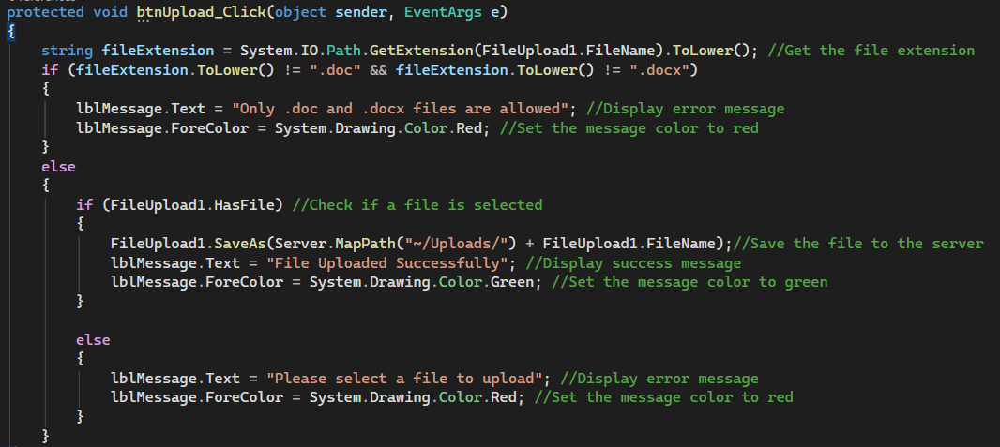 protected void btnUpload_Click(object sender, EventArgs e)
{
    string fileExtension = System.IO.Path.GetExtension(FileUpload1.FileName).ToLower(); //Get the file extension
    if (fileExtension.ToLower() != ".doc" && fileExtension.ToLower() != ".docx")
    {
        lblMessage.Text = "Only .doc and .docx files are allowed"; //Display error message
        lblMessage.ForeColor = System.Drawing.Color.Red; //Set the message color to red
    }
    else
    {
        if (FileUpload1.HasFile) //Check if a file is selected
        {
            FileUpload1.SaveAs(Server.MapPath("~/Uploads/") + FileUpload1.FileName);//Save the file to the server
            lblMessage.Text = "File Uploaded Successfully"; //Display success message
            lblMessage.ForeColor = System.Drawing.Color.Green; //Set the message color to green
        }

        else
        {
            lblMessage.Text = "Please select a file to upload"; //Display error message
            lblMessage.ForeColor = System.Drawing.Color.Red; //Set the message color to red
        }
    }